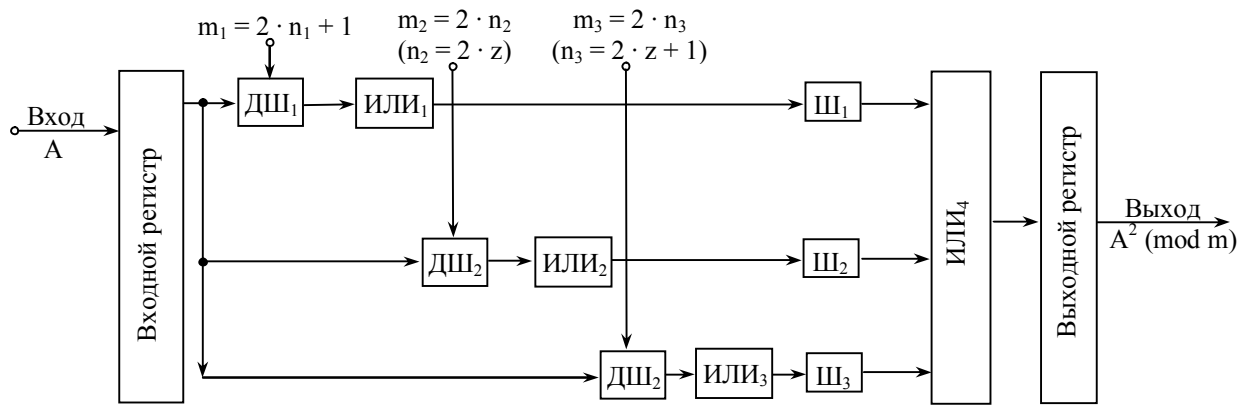 m₁ = 2 · n₁ + 1
m₂ = 2 · n₂
(n₂ = 2 · z)
m₃ = 2 · n₃
(n₃ = 2 · z + 1)
Вход
A
Входной регистр
ДШ₁
ИЛИ₁
Ш₁
ДШ₂
ИЛИ₂
Ш₂
ДШ₂
ИЛИ₃
Ш₃
ИЛИ₄
Выходной регистр
Выход
A² (mod m)